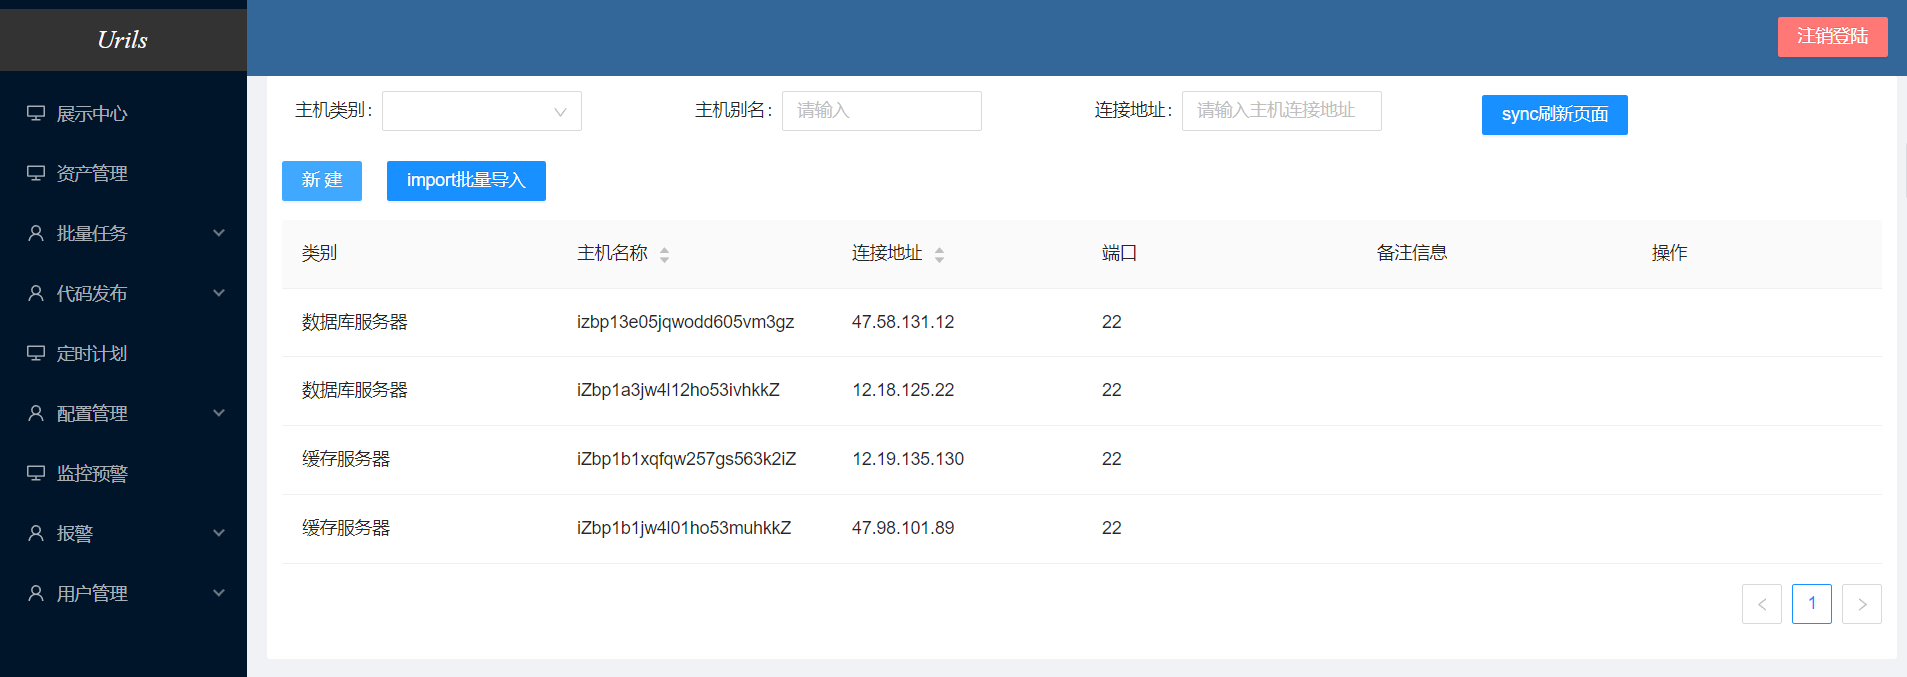 Urils
注销登陆
展示中心
资产管理
批量任务
代码发布
定时计划
配置管理
监控预警
报警
用户管理
主机类别: 主机别名: 请输入 连接地址: 请输入主机连接地址 sync刷新页面
新 建 import批量导入
类别 主机名称 连接地址 端口 备注信息 操作
数据库服务器 izbp13e05jqwodd605vm3gz 47.58.131.12 22
数据库服务器 iZbp1a3jw4l12ho53ivhkkZ 12.18.125.22 22
缓存服务器 iZbp1b1xqfqw257gs563k2iZ 12.19.135.130 22
缓存服务器 iZbp1b1jw4l01ho53muhkkZ 47.98.101.89 22
< 1 >